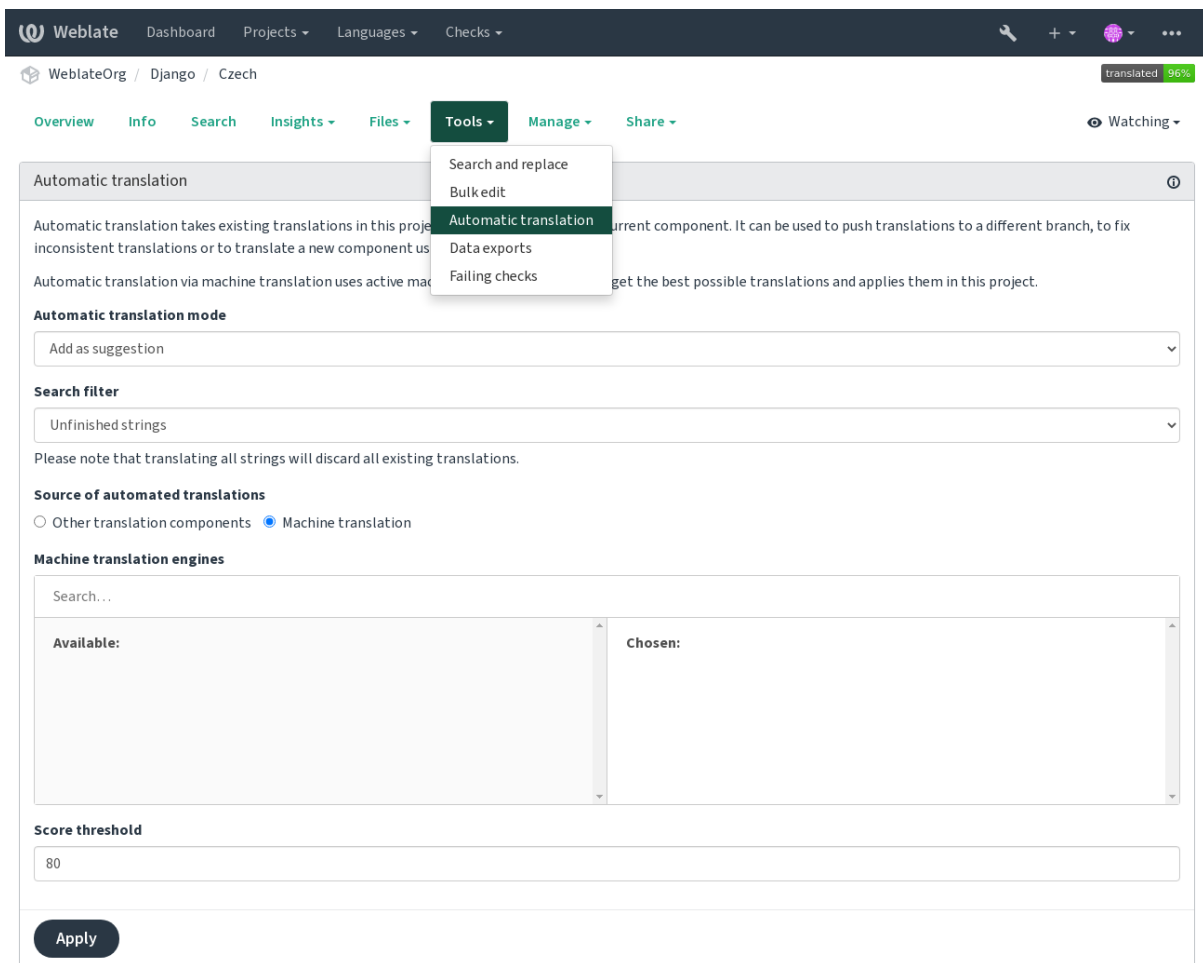 Weblate Dashboard Projects Languages Checks
WeblateOrg / Django / Czech translated 96%
Overview Info Search Insights Files Tools Manage Share Watching
Search and replace
Bulk edit
Automatic translation
Data exports
Failing checks
Automatic translation
Automatic translation takes existing translations in this proje urrent component. It can be used to push translations to a different branch, to fix
inconsistent translations or to translate a new component us
Automatic translation via machine translation uses active mac get the best possible translations and applies them in this project.
Automatic translation mode
Add as suggestion
Search filter
Unfinished strings
Please note that translating all strings will discard all existing translations.
Source of automated translations
Other translation components Machine translation
Machine translation engines
Search…
Available: Chosen:
Score threshold
80
Apply